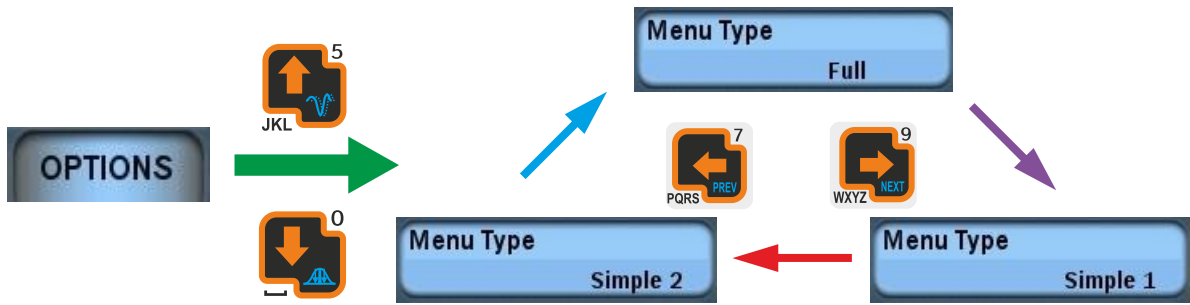 Menu Type
Full
5
JKL
OPTIONS
7
PQRS PREV
9
WXYZ NEXT
0
Menu Type
Simple 2
Menu Type
Simple 1